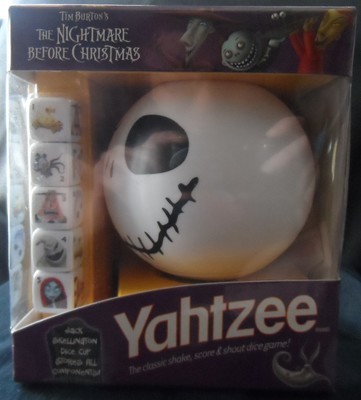 TIM BURTON'S
THE NIGHTMARE
BEFORE CHRISTMAS
Yahtzee
The classic shake, score & shout dice game!
JACK
SKELLINGTON
DICE CUP
STORES ALL
COMPONENTS!